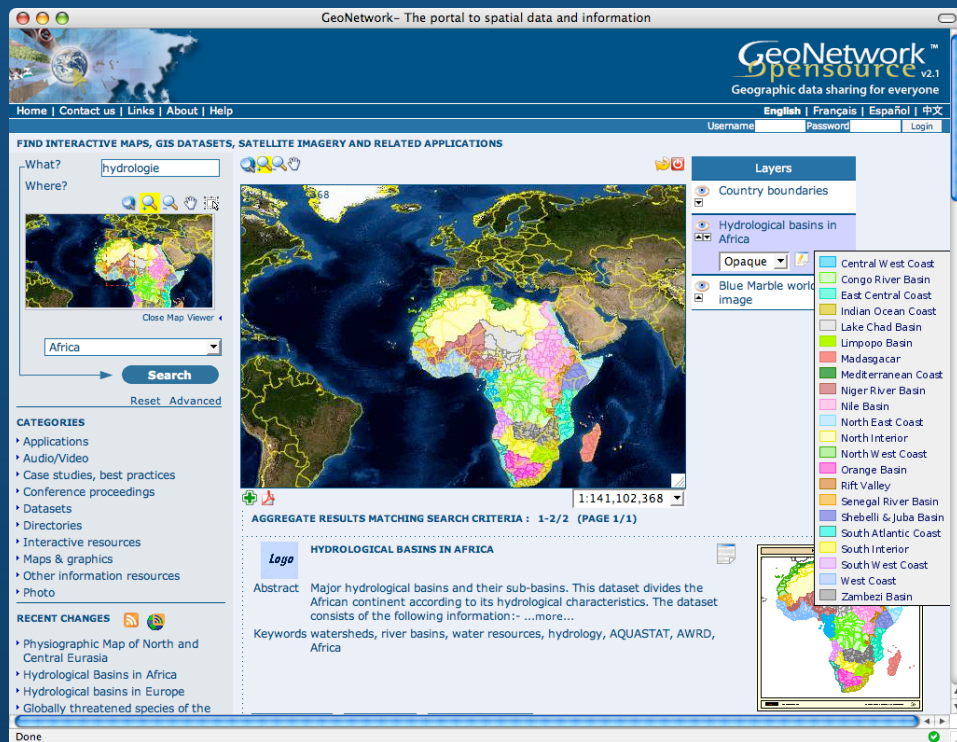 GeoNetwork- The portal to spatial data and information
GeoNetwork™
Opensource v2.1
Geographic data sharing for everyone
Home | Contact us | Links | About | Help
English | Français | Español | 中文
Username Password Login
FIND INTERACTIVE MAPS, GIS DATASETS, SATELLITE IMAGERY AND RELATED APPLICATIONS
What?
hydrologie
Where?
Close Map Viewer
Africa
Search
Reset Advanced
CATEGORIES
Applications
Audio/Video
Case studies, best practices
Conference proceedings
Datasets
Directories
Interactive resources
Maps & graphics
Other information resources
Photo
RECENT CHANGES
Physiographic Map of North and
Central Eurasia
Hydrological Basins in Africa
Hydrological basins in Europe
Globally threatened species of the
368
1:141,102,368
Layers
Country boundaries
Hydrological basins in
Africa
Opaque
Blue Marble world
image
Central West Coast
Congo River Basin
East Central Coast
Indian Ocean Coast
Lake Chad Basin
Limpopo Basin
Madagascar
Mediterranean Coast
Niger River Basin
Nile Basin
North East Coast
North Interior
North West Coast
Orange Basin
Rift Valley
Senegal River Basin
Shebelli & Juba Basin
South Atlantic Coast
South Interior
South West Coast
West Coast
Zambezi Basin
AGGREGATE RESULTS MATCHING SEARCH CRITERIA : 1-2/2 (PAGE 1/1)
Logo
HYDROLOGICAL BASINS IN AFRICA
Abstract Major hydrological basins and their sub-basins. This dataset divides the
African continent according to its hydrological characteristics. The dataset
consists of the following information:- ...more...
Keywords watersheds, river basins, water resources, hydrology, AQUASTAT, AWRD,
Africa
Done